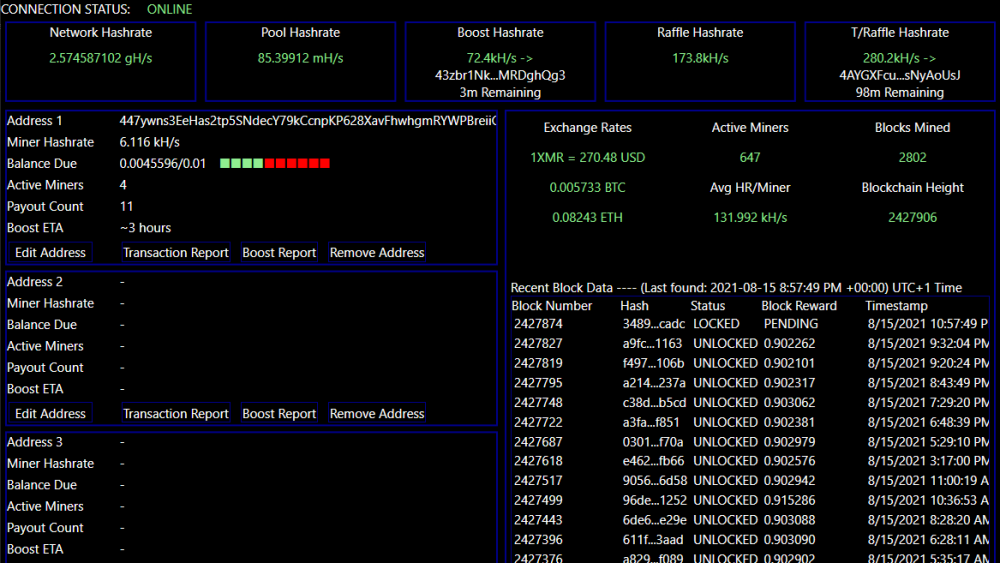 CONNECTION STATUS: ONLINE
Network Hashrate
2.574587102 gH/s
Pool Hashrate
85.39912 mH/s
Boost Hashrate
72.4kH/s ->
43zbr1Nk...MRDghQg3
3m Remaining
Raffle Hashrate
173.8kH/s
T/Raffle Hashrate
280.2kH/s ->
4AYGXFcu...sNyAoUsJ
98m Remaining
Address 1 447ywns3EeHas2tp5SNdecY79kCcnpKP628XavFhwhgmRYWPBreiiC
Miner Hashrate 6.116 kH/s
Balance Due 0.0045596/0.01
Active Miners 4
Payout Count 11
Boost ETA ~3 hours
Edit Address Transaction Report Boost Report Remove Address
Address 2 -
Miner Hashrate -
Balance Due -
Active Miners -
Payout Count -
Boost ETA -
Edit Address Transaction Report Boost Report Remove Address
Address 3 -
Miner Hashrate -
Balance Due -
Active Miners -
Payout Count -
Boost ETA -
Exchange Rates Active Miners Blocks Mined
1XMR = 270.48 USD 647 2802
0.005733 BTC Avg HR/Miner Blockchain Height
0.08243 ETH 131.992 kH/s 2427906
Recent Block Data ---- (Last found: 2021-08-15 8:57:49 PM +00:00) UTC+1 Time
Block Number Hash Status Block Reward Timestamp
2427874 3489...cadc LOCKED PENDING 8/15/2021 10:57:49 P
2427827 a9fc...1163 UNLOCKED 0.902262 8/15/2021 9:32:04 PM
2427819 f497...106b UNLOCKED 0.902101 8/15/2021 9:20:24 PM
2427795 a214...237a UNLOCKED 0.902317 8/15/2021 8:43:49 PM
2427748 c38d...b5cd UNLOCKED 0.903062 8/15/2021 7:29:20 PM
2427722 a3fa...f851 UNLOCKED 0.902381 8/15/2021 6:48:39 PM
2427687 0301...f70a UNLOCKED 0.902979 8/15/2021 5:29:10 PM
2427618 e462...fb66 UNLOCKED 0.902576 8/15/2021 3:17:00 PM
2427517 9056...6d58 UNLOCKED 0.902942 8/15/2021 11:00:19 A
2427499 96de...1252 UNLOCKED 0.915286 8/15/2021 10:36:53 A
2427443 6de6...e29e UNLOCKED 0.903088 8/15/2021 8:28:20 AM
2427396 611f...3aad UNLOCKED 0.903090 8/15/2021 6:28:11 AM
2427376 a829...f089 UNLOCKED 0.902902 8/15/2021 5:35:17 AM